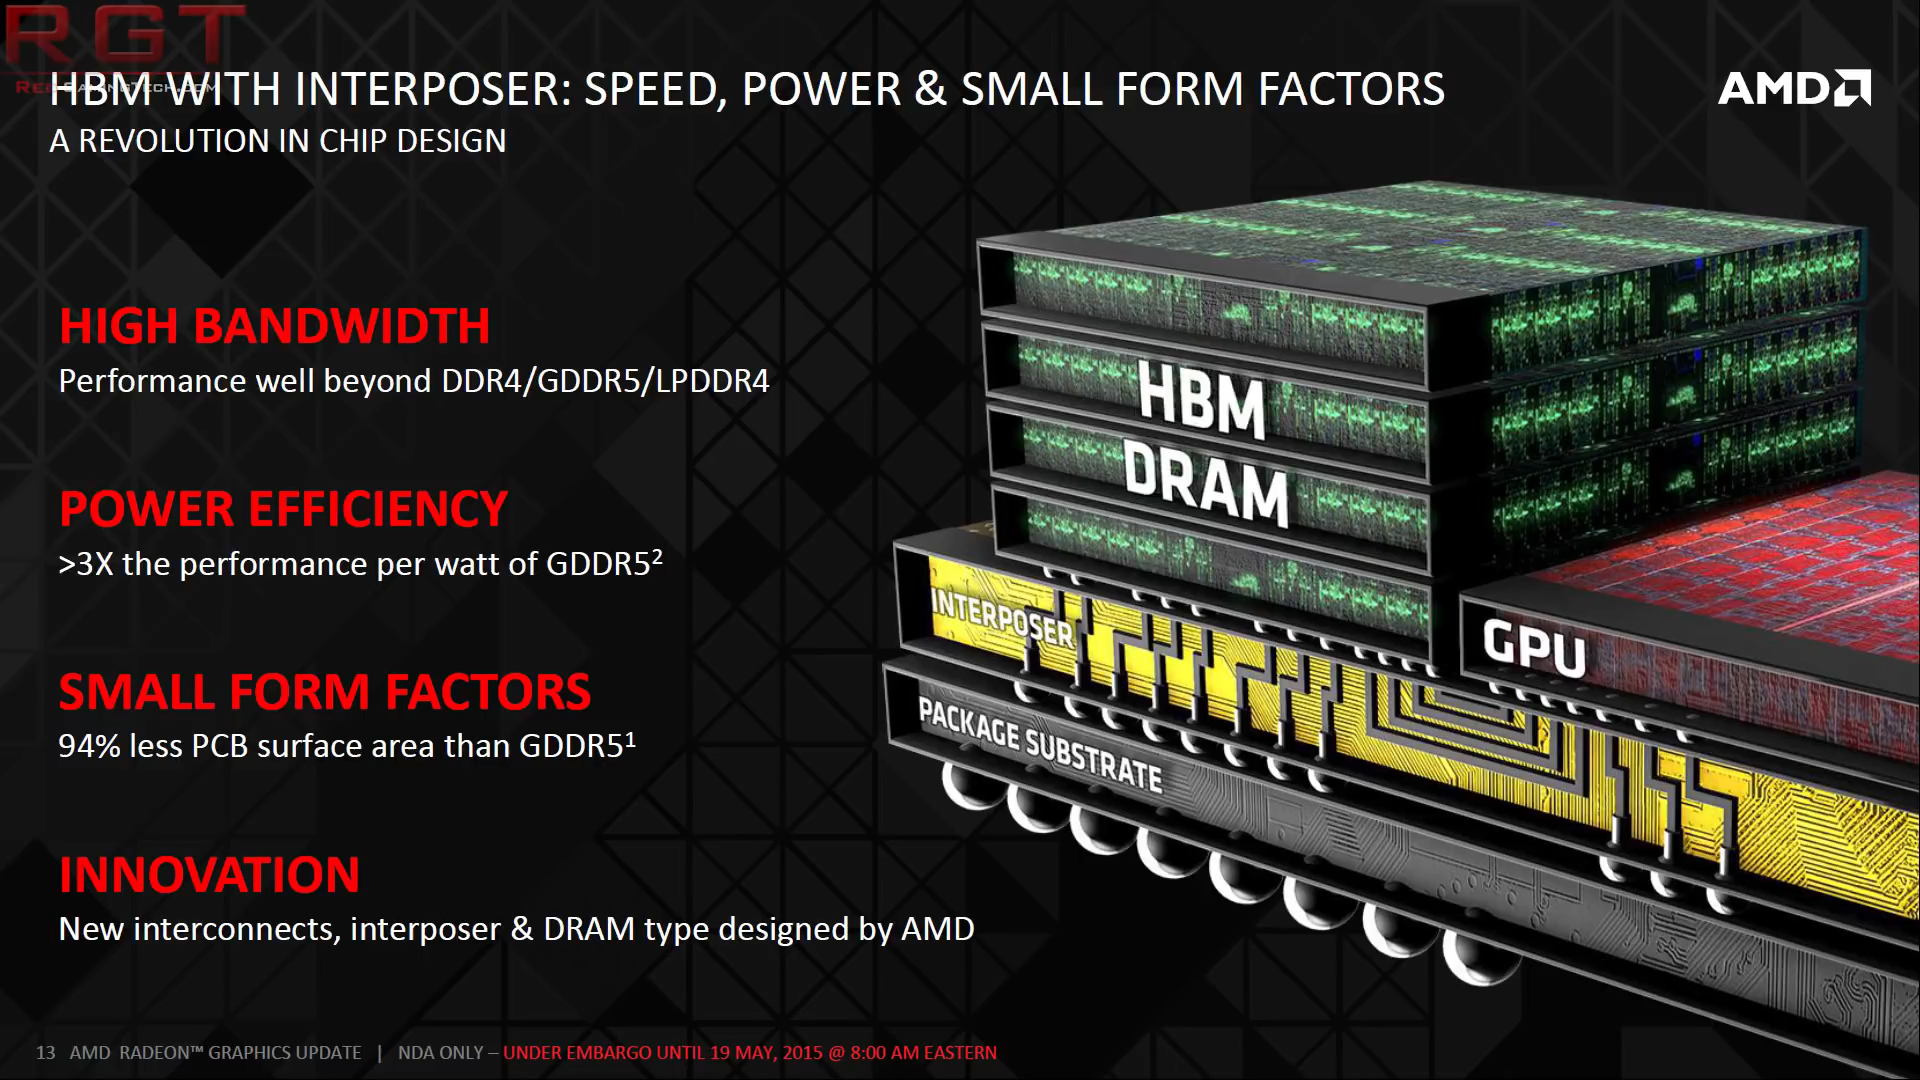 RGT
REDGAMINGTECH.COM
HBM WITH INTERPOSER: SPEED, POWER & SMALL FORM FACTORS
AMD
A REVOLUTION IN CHIP DESIGN
HIGH BANDWIDTH
Performance well beyond DDR4/GDDR5/LPDDR4
POWER EFFICIENCY
>3X the performance per watt of GDDR5²
SMALL FORM FACTORS
94% less PCB surface area than GDDR5¹
INNOVATION
New interconnects, interposer & DRAM type designed by AMD
HBM
DRAM
INTERPOSER
GPU
PACKAGE SUBSTRATE
13 AMD RADEON™ GRAPHICS UPDATE | NDA ONLY – UNDER EMBARGO UNTIL 19 MAY, 2015 @ 8:00 AM EASTERN